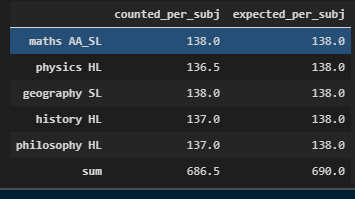 counted_per_subj expected_per_subj
maths AA_SL 138.0 138.0
physics HL 136.5 138.0
geography SL 138.0 138.0
history HL 137.0 138.0
philosophy HL 137.0 138.0
sum 686.5 690.0